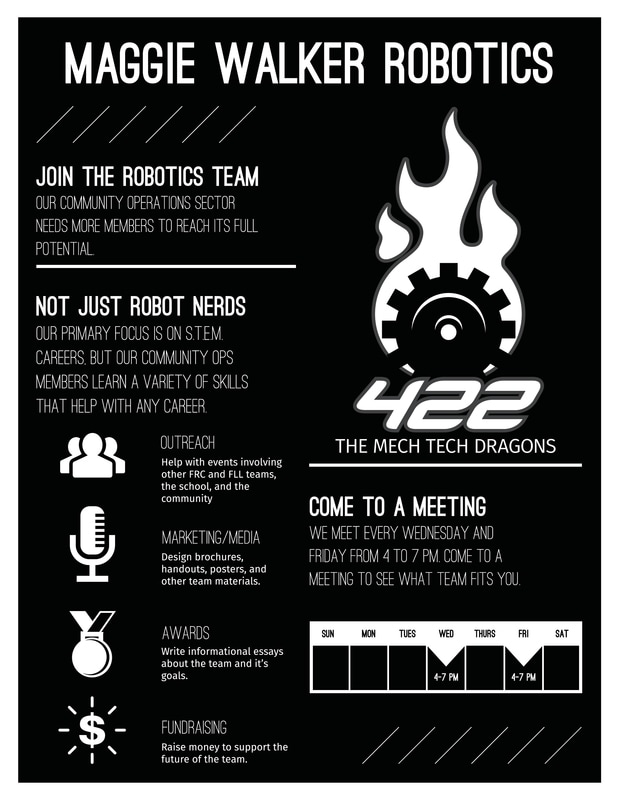 MAGGIE WALKER ROBOTICS
JOIN THE ROBOTICS TEAM
OUR COMMUNITY OPERATIONS SECTOR
NEEDS MORE MEMBERS TO REACH ITS FULL
POTENTIAL.
NOT JUST ROBOT NERDS
OUR PRIMARY FOCUS IS ON S.T.E.M.
CAREERS, BUT OUR COMMUNITY OPS
MEMBERS LEARN A VARIETY OF SKILLS
THAT HELP WITH ANY CAREER.
OUTREACH
Help with events involving
other FRC and FLL teams,
the school, and the
community
MARKETING/MEDIA
Design brochures,
handouts, posters, and
other team materials.
AWARDS
Write informational essays
about the team and it's
goals.
$
FUNDRAISING
Raise money to support the
future of the team.
422
THE MECH TECH DRAGONS
COME TO A MEETING
WE MEET EVERY WEDNESDAY AND
FRIDAY FROM 4 TO 7 PM. COME TO A
MEETING TO SEE WHAT TEAM FITS YOU.
SUN MON TUES WED THURS FRI SAT
4-7 PM 4-7 PM